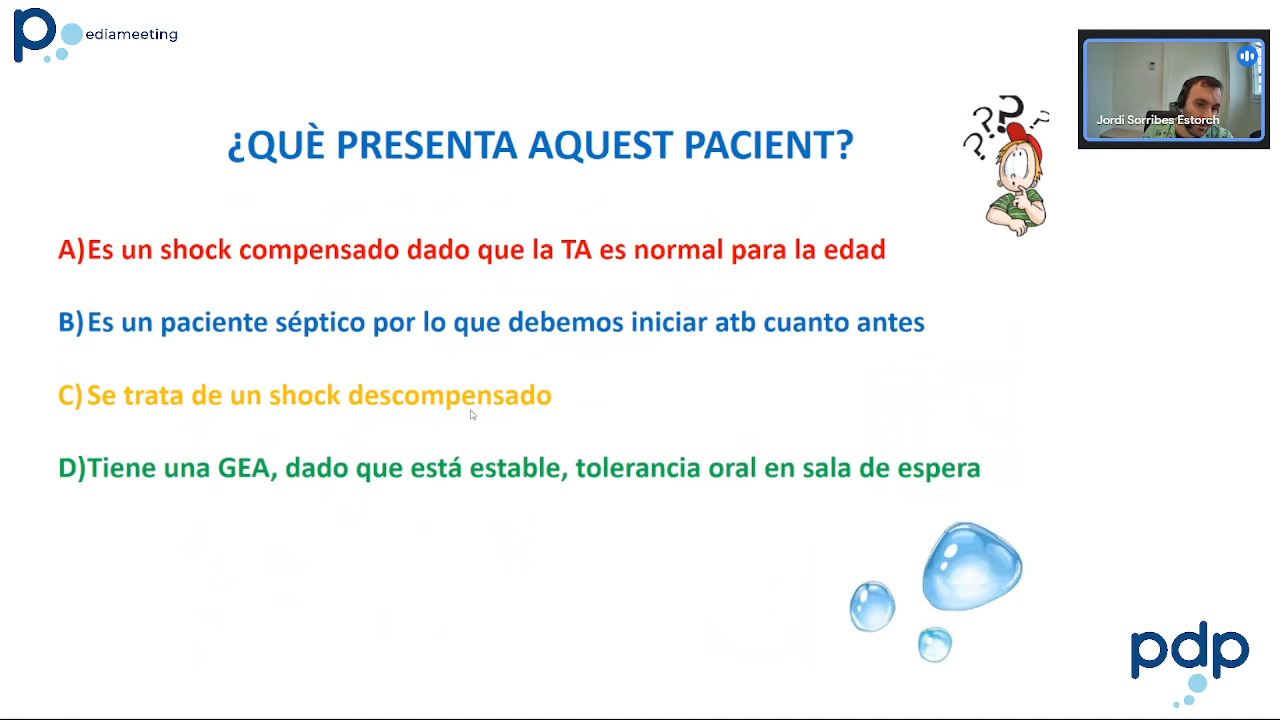 ediameeting
Jordi Sorribes Estorch
¿QUÈ PRESENTA AQUEST PACIENT?
A) Es un shock compensado dado que la TA es normal para la edad
B) Es un paciente séptico por lo que debemos iniciar atb cuanto antes
C) Se trata de un shock descompensado
D) Tiene una GEA, dado que está estable, tolerancia oral en sala de espera
pdp